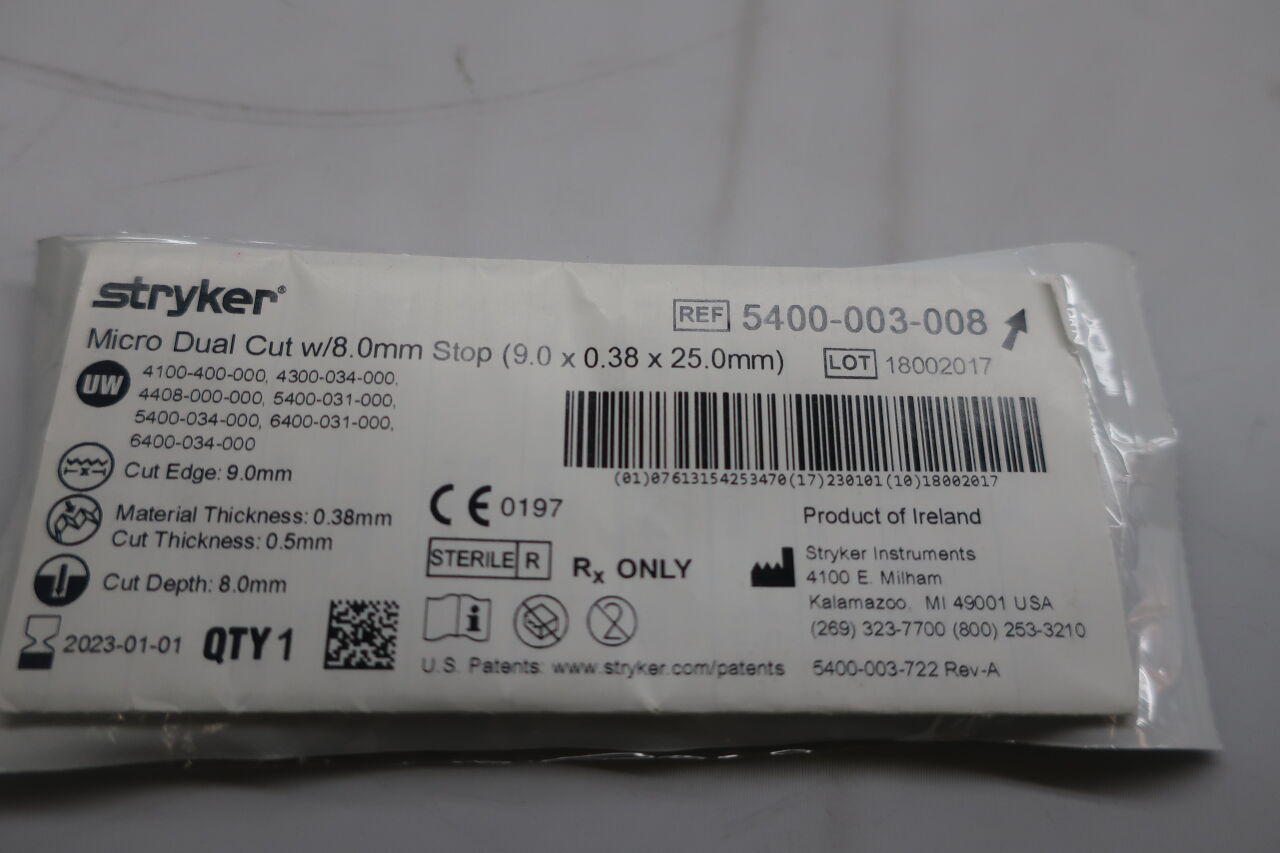 stryker®
REF 5400-003-008
Micro Dual Cut w/8.0mm Stop (9.0 x 0.38 x 25.0mm)
LOT 18002017
UW 4100-400-000, 4300-034-000,
4408-000-000, 5400-031-000,
5400-034-000, 6400-031-000,
6400-034-000
(01)07613154253470(17)230101(10)18002017
Cut Edge: 9.0mm
Material Thickness: 0.38mm
Cut Thickness: 0.5mm
Cut Depth: 8.0mm
2023-01-01 QTY 1
CE 0197
STERILE R Rx ONLY
i
2
U.S. Patents: www.stryker.com/patents
Product of Ireland
Stryker Instruments
4100 E. Milham
Kalamazoo, MI 49001 USA
(269) 323-7700 (800) 253-3210
5400-003-722 Rev-A